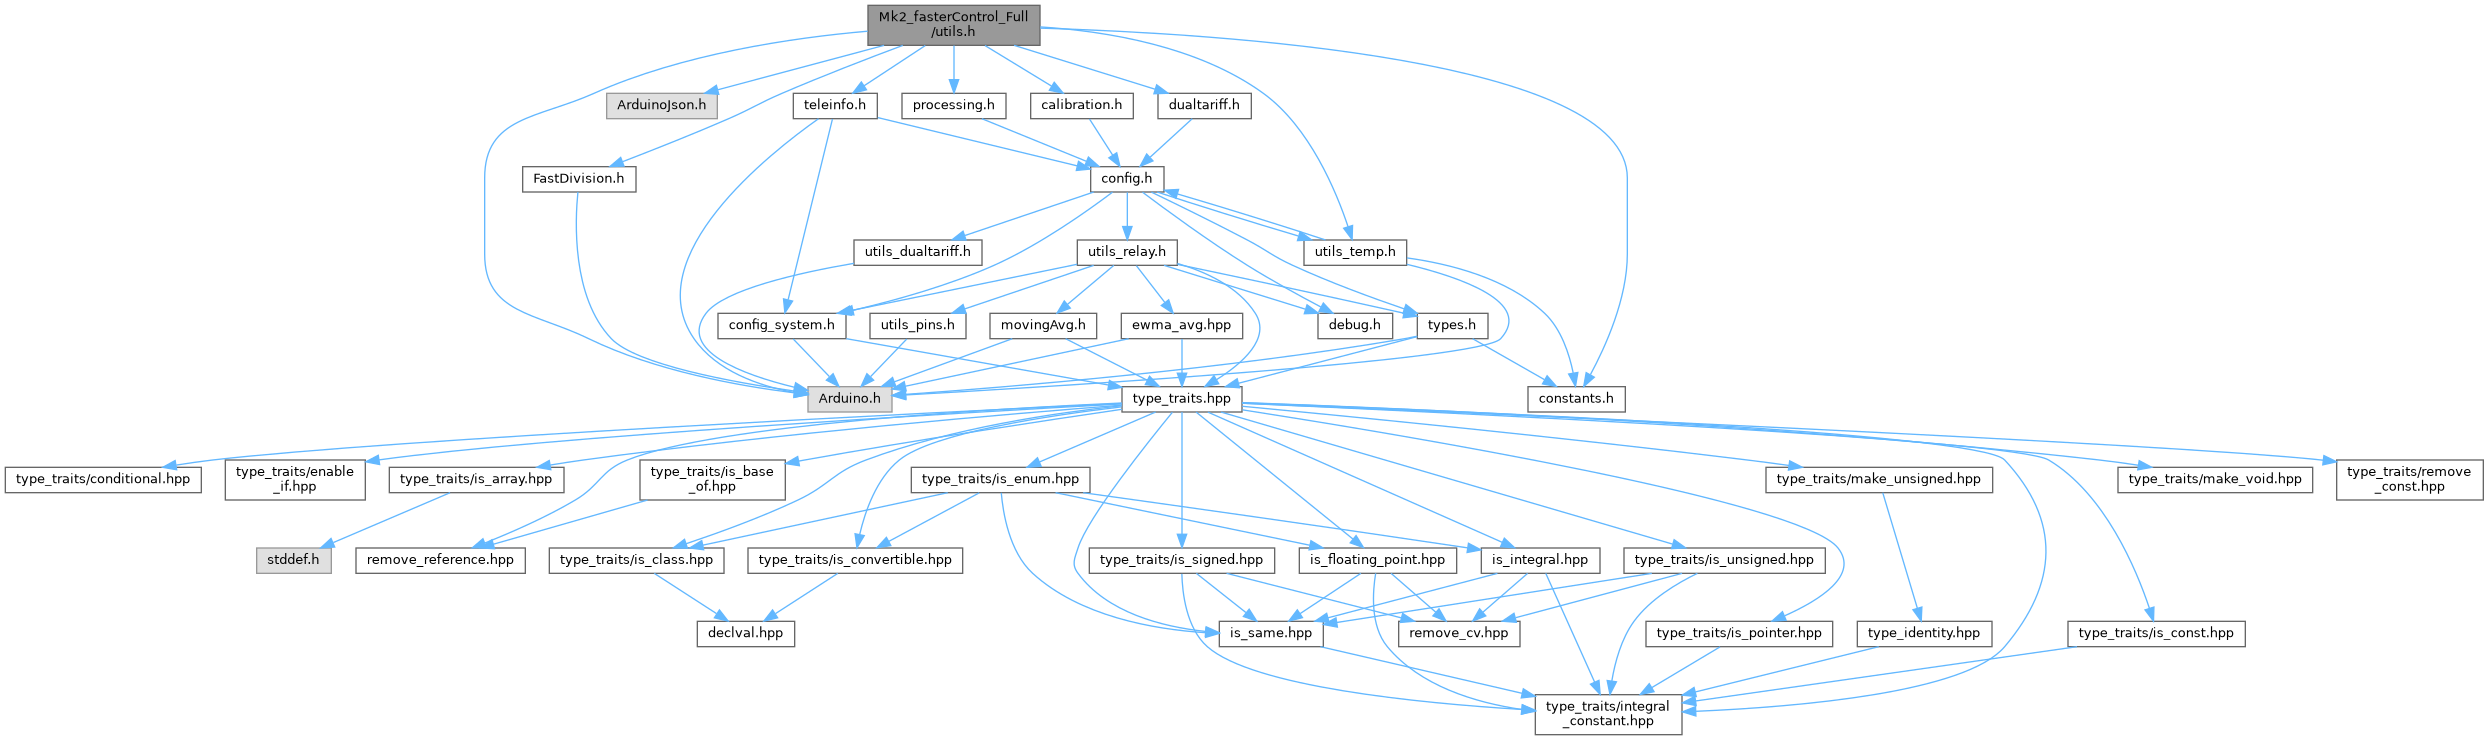 Mk2_fasterControl_Full
/utils.h
ArduinoJson.h
teleinfo.h
processing.h
calibration.h
dualtariff.h
FastDivision.h
config.h
utils_dualtariff.h
utils_relay.h
utils_temp.h
config_system.h
utils_pins.h
movingAvg.h
ewma_avg.hpp
debug.h
types.h
Arduino.h
type_traits.hpp
constants.h
type_traits/conditional.hpp
type_traits/enable
_if.hpp
type_traits/is_array.hpp
type_traits/is_base
_of.hpp
type_traits/is_enum.hpp
type_traits/make_unsigned.hpp
type_traits/make_void.hpp
type_traits/remove
_const.hpp
stddef.h
remove_reference.hpp
type_traits/is_class.hpp
type_traits/is_convertible.hpp
type_traits/is_signed.hpp
is_floating_point.hpp
is_integral.hpp
type_traits/is_unsigned.hpp
declval.hpp
is_same.hpp
remove_cv.hpp
type_traits/is_pointer.hpp
type_identity.hpp
type_traits/is_const.hpp
type_traits/integral
_constant.hpp